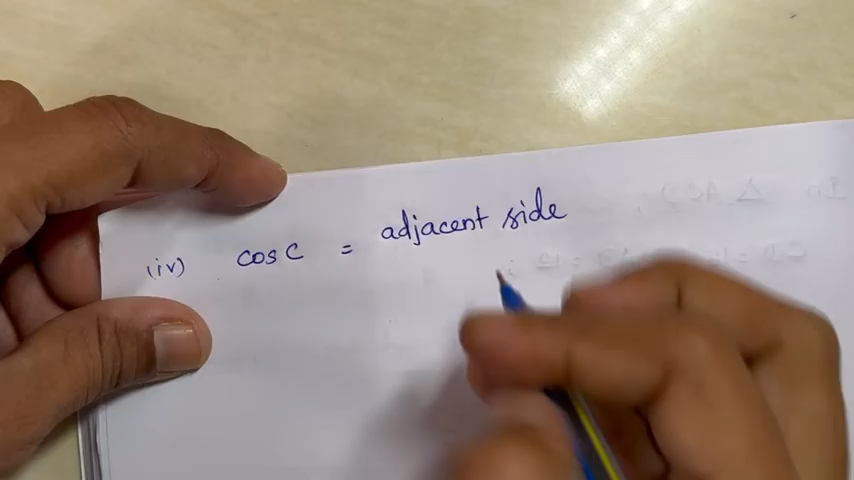 adjacent side
(iv) cos C =